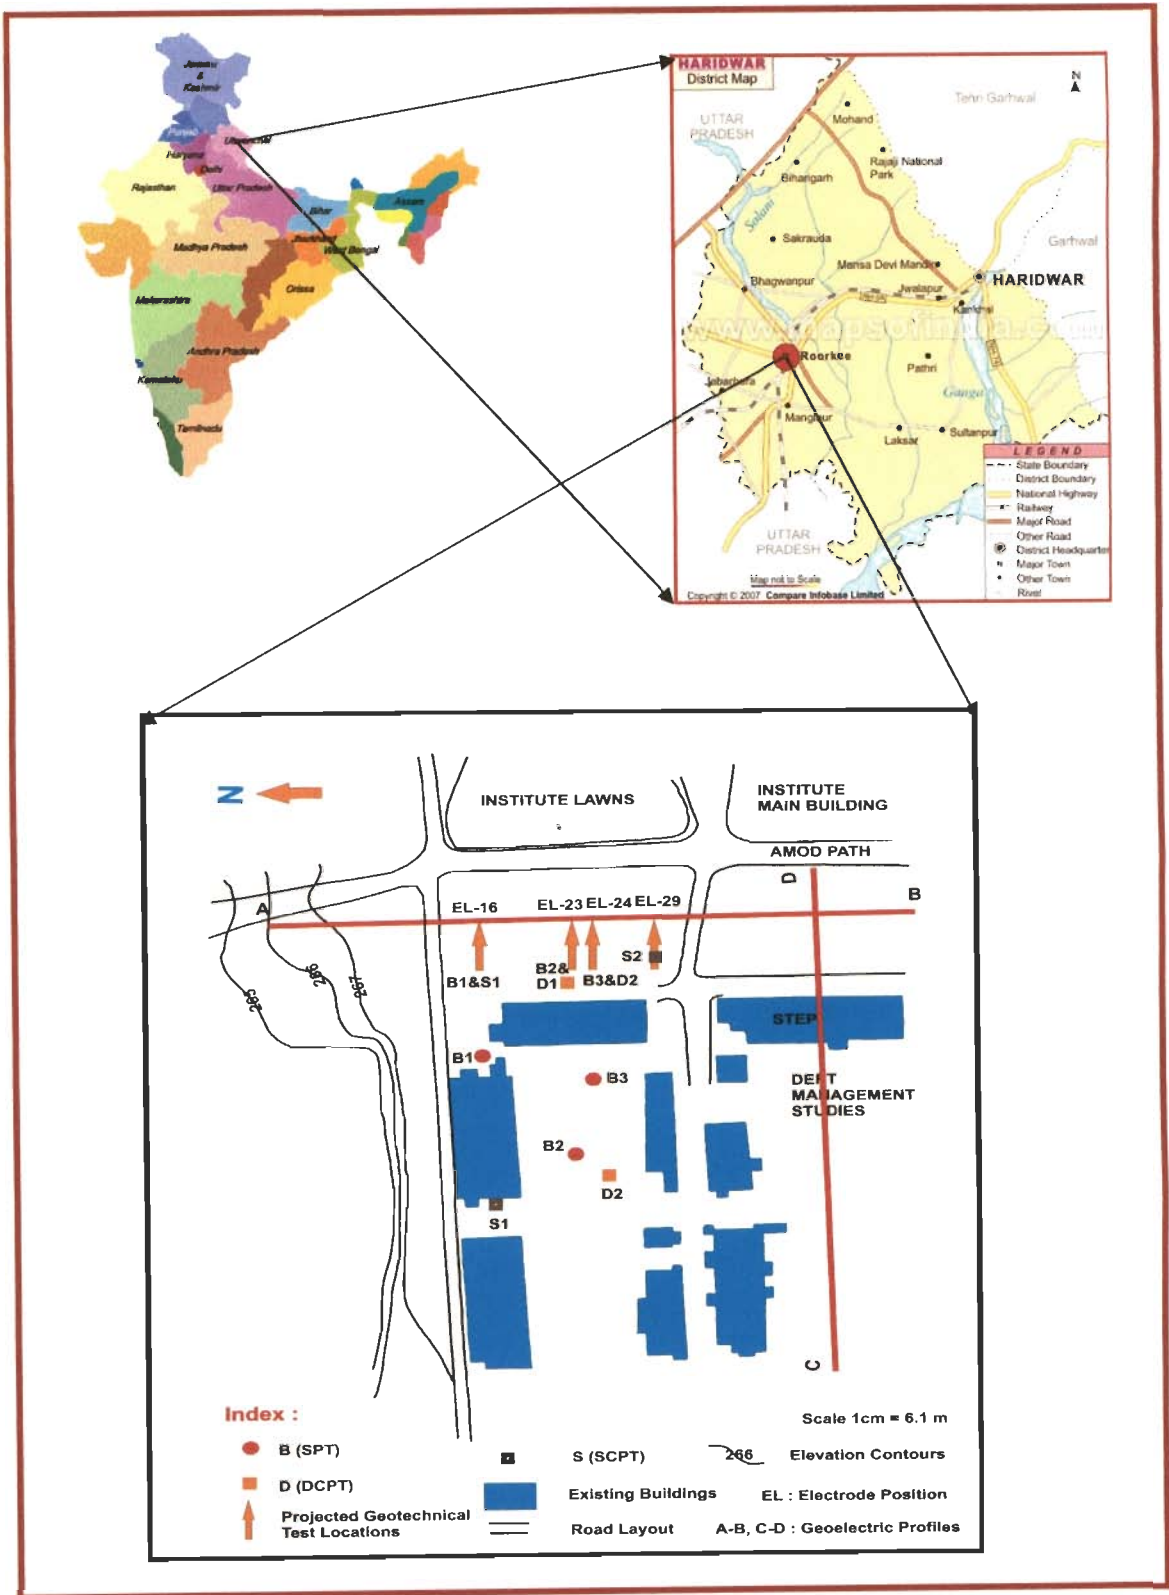 Jammu
&
Kashmir
Punjab
Uttaranchal
Haryana
Delhi
Rajasthan
Uttar Pradesh
Bihar
Assam
Jharkhand
West Bengal
Madhya Pradesh
Orissa
Maharashtra
Andhra Pradesh
Karnataka
Tamilnadu
HARIDWAR
District Map
N
Tehri Garhwal
UTTAR
PRADESH
Mohand
Rajaji National
Park
Bihangarh
Solani
Sakrauda
Garhwal
Mansa Devi Mandir
HARIDWAR
Bhagwanpur
Jwalapur
Kankhal
www.mapsofindia.com
Roorkee
Pathri
Jabarhera
Ganga
Manglaur
Laksar
Sultanpur
LEGEND
State Boundary
District Boundary
National Highway
Railway
Major Road
Other Road
District Headquarter
Major Town
Other Town
River
UTTAR
PRADESH
Map not to Scale
Copyright © 2007 Compare Infobase Limited
N
INSTITUTE LAWNS
INSTITUTE
MAIN BUILDING
AMOD PATH
D
B
A
EL-16
EL-23
EL-24
EL-29
S2
B1&S1
B2&
D1
B3&D2
265
266
267
STEP
B1
B3
DEPT
MANAGEMENT
STUDIES
B2
D2
S1
C
Index :
Scale 1cm = 6.1 m
B (SPT)
S (SCPT)
266
Elevation Contours
D (DCPT)
Existing Buildings
EL : Electrode Position
Projected Geotechnical
Test Locations
Road Layout
A-B, C-D : Geoelectric Profiles